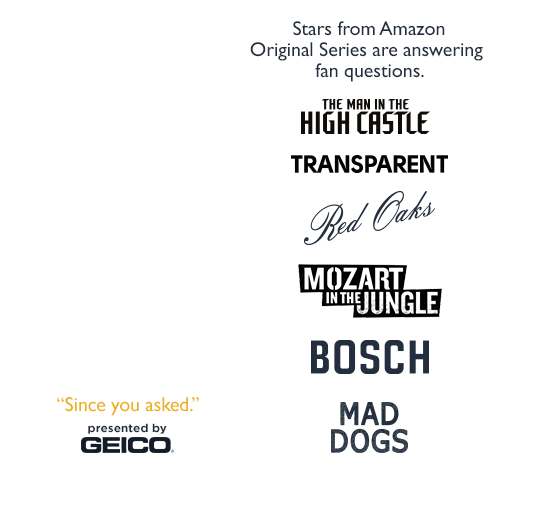 Stars from Amazon
Original Series are answering
fan questions.
THE MAN IN THE
HIGH CASTLE
TRANSPARENT
Red Oaks
MOZART
IN THE JUNGLE
BOSCH
MAD
DOGS
“Since you asked.”
presented by
GEICO®